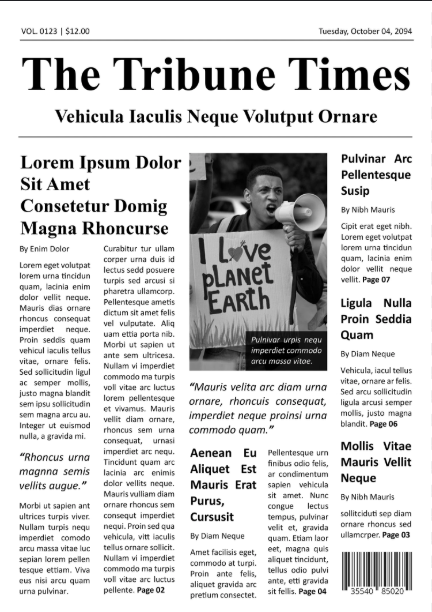 VOL. 0123 | $12.00
Tuesday, October 04, 2094
The Tribune Times
Vehicula Iaculis Neque Volutput Ornare
Lorem Ipsum Dolor
Sit Amet
Consetetur Domig
Magna Rhoncurse
By Enim Dolor
Lorem eget volutpat
lorem urna tincidun
quam, lacinia enim
dolor vellit neque.
Mauris dias ornare
rhoncus consequat
imperdiet neque.
Proin seddis quam
vehicul iaculis tellus
vitae, ornare felis.
Sed sollicitudin ligul
ac semper mollis,
justo magna blandit
sem ipsu sollicitudin
sem magna arcu au.
Integer ut euismod
nulla, a gravida mi.
“Rhoncus urna
magnna semis
vellits augue.”
Morbi ut sapien ant
ultrices turpis viver.
Nullam turpis nequ
imperdiet comodo
arcu massa vitae luc
sepian lorem pellen
tesque ettiam. Viva
eus nisi arcu quam
urna pulvinar.
Curabitur tur ullam
corper urna duis id
lectus sedd posuere
turpis sed arcusi si
pharetra ullamcorp.
Pellentesque ametls
dictum sit amet felis
vel vulputate. Aliq
uam ettia porta nib.
Morbi ut sapien ut
ante sem ultricesa.
Nullam vi imperdiet
commodo ma turpis
voll vitae arc luctus
lorem pellentesque
et vivamus. Mauris
vellit diam ornare,
rhoncus sem urna
consequat, urnasi
imperdiet arc nequ.
Tincidunt quam arc
lacinia arc enimis
dolor vellits neque.
Mauris vulliam diam
ornare rhoncus sem
consequt imperdiet
nequi. Proin sed qua
vehicula, vitt iaculis
tellus ornare sollicit.
Nullam vi imperdiet
commodo ma turpis
voll vitae arc luctus
pellente. Page 02
I LOVE
PLANET
EARTH
Pulvinar urpis nequ
imperdiet commodo
arcu massa vitae.
“Mauris velita arc diam urna
ornare, rhoncuis consequat,
imperdiet neque proinsi urna
commodo quam.”
Aenean Eu
Aliquet Est
Mauris Erat
Purus,
Cursusit
By Diam Neque
Amet facilisis eget,
commodo at turpi.
Proin ante felis,
aliquet gravida arc
pretium consectet.
Pellentesque urn
finibus odio felis,
ar condimentum
sapien vehicula
sit amet. Nunc
congue lectus
tempus, pulvinar
velit et, gravida
quam. Etiam laor
eet, magna quis
aliquet tincidunt,
tellus odio pulvi
ante, etti gravida
sit fellis. Page 04
Pulvinar Arc
Pellentesque
Susip
By Nibh Mauris
Cipit erat eget nibh.
Lorem eget volutpat
lorem urna tincidun
quam, lacinia enim
dolor vellit neque
vellit. Page 07
Ligula Nulla
Proin Seddia
Quam
By Diam Neque
Vehicula, iacul tellus
vitae, ornare ar felis.
Sed arcu sollicitudin
ligula arcusi semper
mollis, justo magna
blandit. Page 06
Mollis Vitae
Mauris Vellit
Neque
By Nibh Mauris
sollitciduti sep diam
ornare rhoncus sed
ullamcrper. Page 03
35540 85020